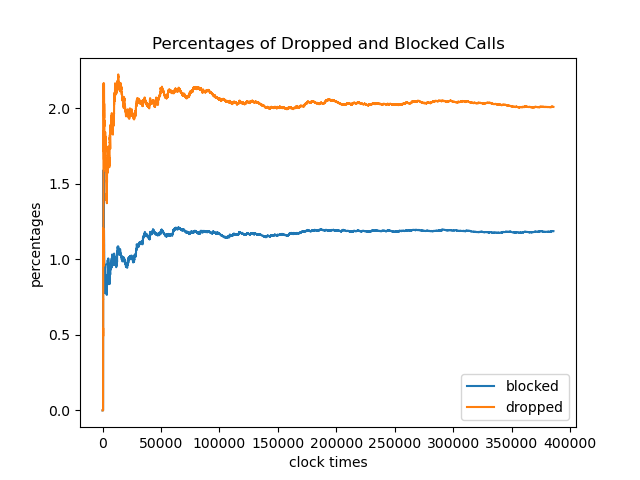 Percentages of Dropped and Blocked Calls
percentages
2.0
1.5
1.0
0.5
0.0
blocked
dropped
0 50000 100000 150000 200000 250000 300000 350000 400000
clock times